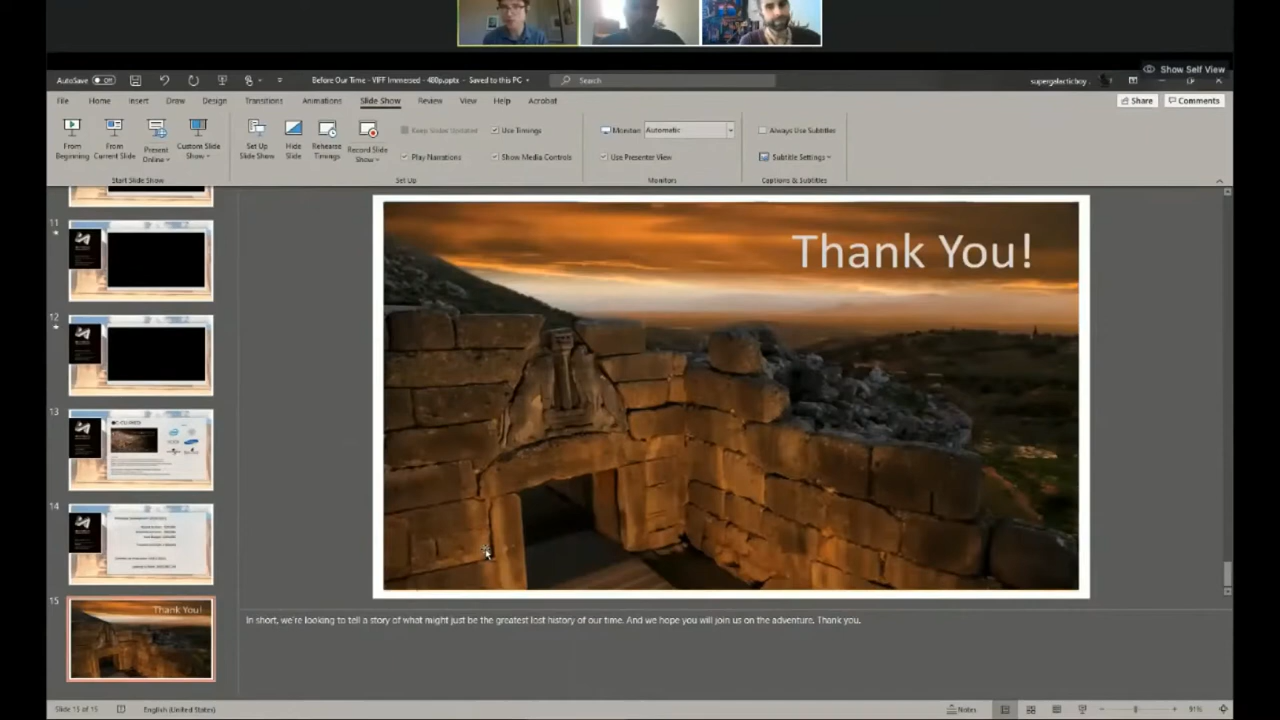 Show Self View
AutoSave Off
Before Our Time - VIFF Immersed - 480p.pptx - Saved to this PC
Search
supergalacticboy
File Home Insert Draw Design Transitions Animations Slide Show Review View Help Acrobat
Share Comments
From Beginning
From Current Slide
Present Online
Custom Slide Show
Set Up Slide Show
Hide Slide
Rehearse Timings
Record Slide Show
Keep Slides Updated
Play Narrations
Use Timings
Show Media Controls
Monitor: Automatic
Use Presenter View
Always Use Subtitles
Subtitle Settings
Start Slide Show
Set Up
Monitors
Captions & Subtitles
11
12
13
14
15
Thank You!
Thank You!
In short, we're looking to tell a story of what might just be the greatest lost history of our time. And we hope you will join us on the adventure. Thank you.
Slide 15 of 15
English (United States)
Notes
91%